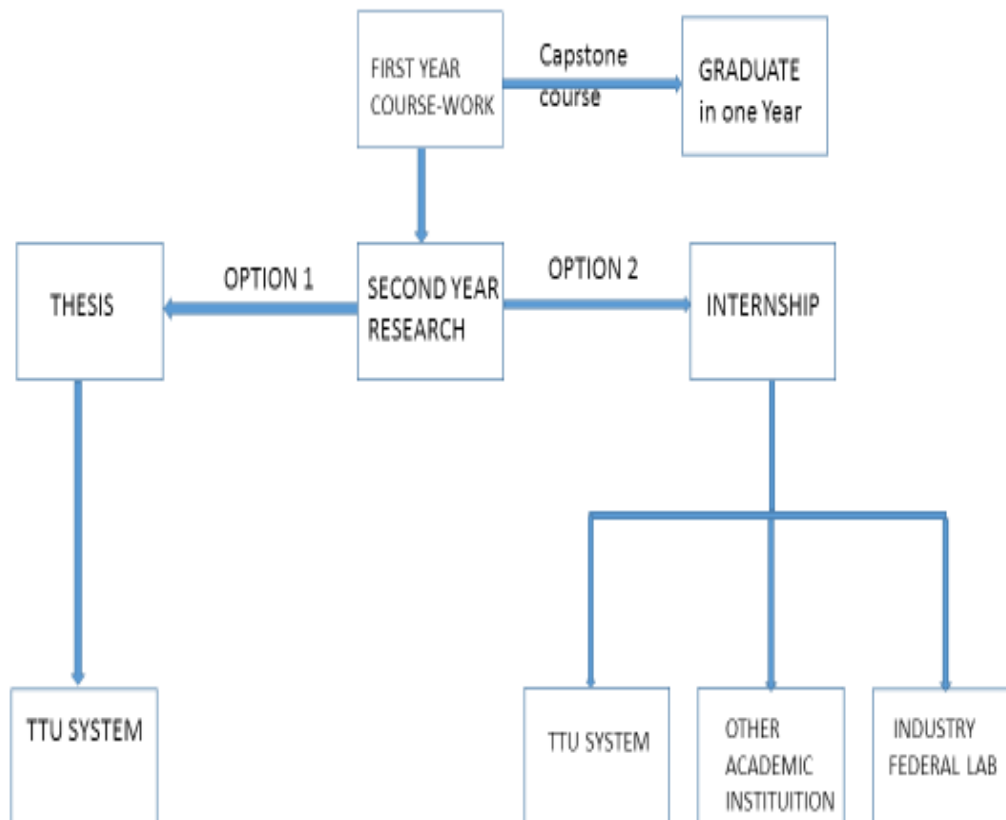 FIRST YEAR
COURSE-WORK
Capstone
course
GRADUATE
in one Year
THESIS
OPTION 1
SECOND YEAR
RESEARCH
OPTION 2
INTERNSHIP
TTU SYSTEM
TTU SYSTEM
OTHER
ACADEMIC
INSTITUITION
INDUSTRY
FEDERAL LAB